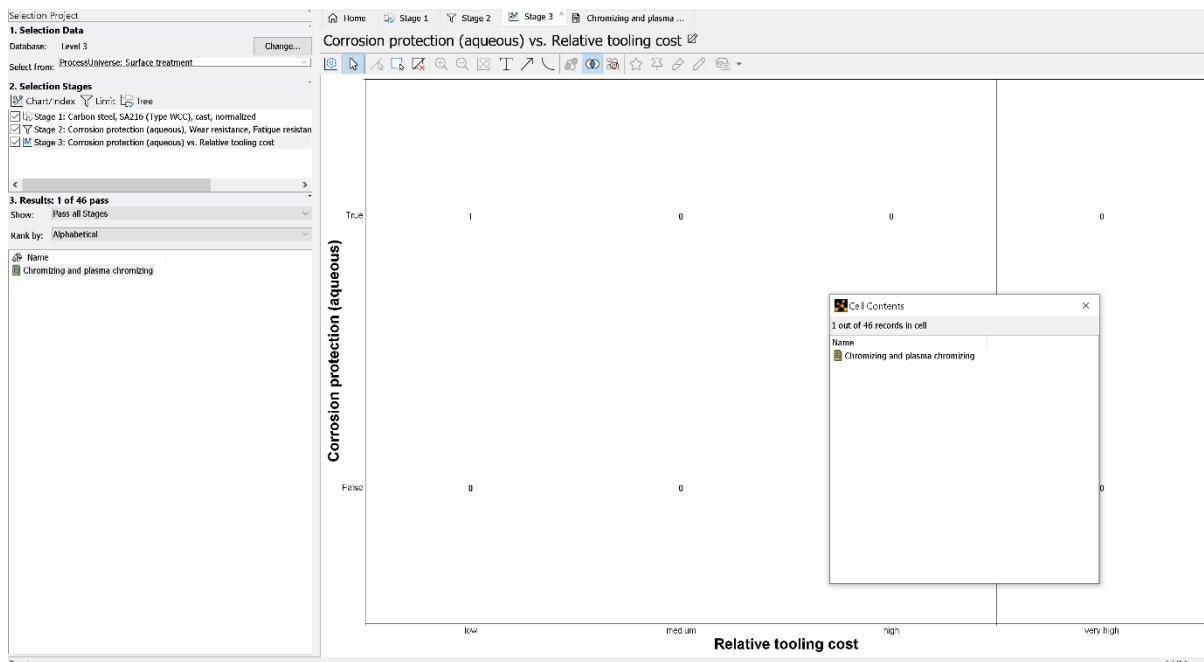 Selection Project
1. Selection Data
Database: Level 3 Change...
Select from: ProcessUniverse: Surface treatment
2. Selection Stages
Chart/Index Limit Tree
Stage 1: Carbon steel, SA216 (Type WCC), cast, normalized
Stage 2: Corrosion protection (aqueous), Wear resistance, Fatigue resistan
Stage 3: Corrosion protection (aqueous) vs. Relative tooling cost
3. Results: 1 of 46 pass
Show: Pass all Stages
Rank by: Alphabetical
Name
Chromizing and plasma chromizing
Home Stage 1 Stage 2 Stage 3 Chromizing and plasma ...
Corrosion protection (aqueous) vs. Relative tooling cost
Corrosion protection (aqueous)
True 1 0 0 0
Cell Contents
1 out of 46 records in cell
Name
Chromizing and plasma chromizing
False 0 0 0
low medium high very high
Relative tooling cost